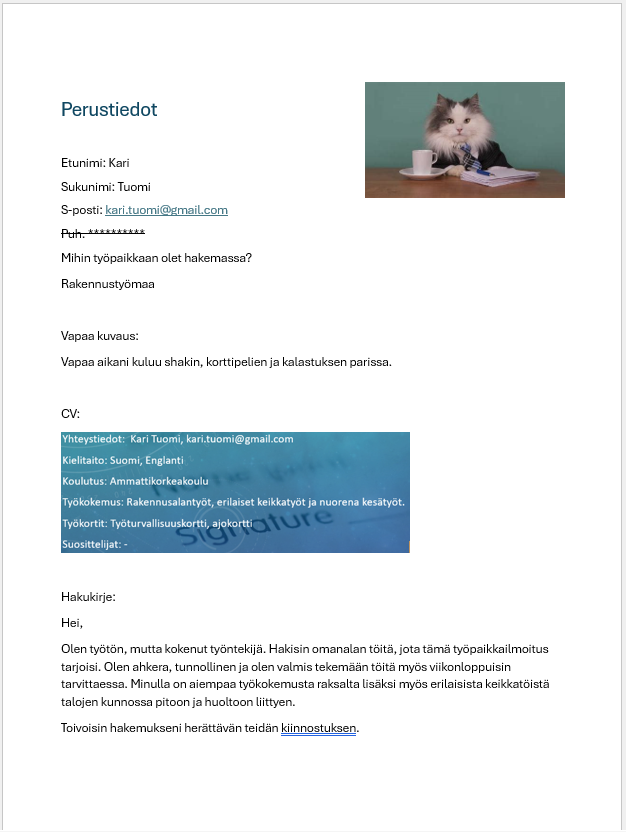 Perustiedot
Etunimi: Kari
Sukunimi: Tuomi
S-posti: kari.tuomi@gmail.com
Puh. **********
Mihin työpaikkaan olet hakemassa?
Rakennustyömaa
Vapaa kuvaus:
Vapaa aikani kuluu shakin, korttipelien ja kalastuksen parissa.
CV:
Yhteystiedot: Kari Tuomi, kari.tuomi@gmail.com
Kielitaito: Suomi, Englanti
Koulutus: Ammattikorkeakoulu
Työkokemus: Rakennusalantyöt, erilaiset keikkatyöt ja nuorena kesätyöt.
Työkortit: Työturvallisuuskortti, ajokortti
Signature
Suosittelijat: -
Hakukirje:
Hei,
Olen työtön, mutta kokenut työntekijä. Hakisin omanalan töitä, jota tämä työpaikkailmoitus
tarjoisi. Olen ahkera, tunnollinen ja olen valmis tekemään töitä myös viikonloppuisin
tarvittaessa. Minulla on aiempaa työkokemusta raksalta lisäksi myös erilaisista keikkatöistä
talojen kunnossa pitoon ja huoltoon liittyen.
Toivoisin hakemukseni herättävän teidän kiinnostuksen.